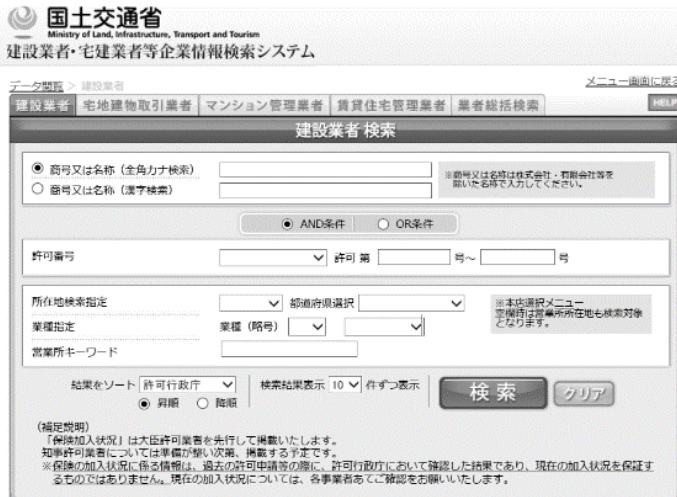 国土交通省
Ministry of Land, Infrastructure, Transport and Tourism
建設業者・宅建業者等企業情報検索システム
データ閲覧 > 建設業者
メニュー画面に戻る
建設業者 宅地建物取引業者 マンション管理業者 賃貸住宅管理業者 業者総括検索 HELP
建設業者 検索
商号又は名称（全角カナ検索）
商号又は名称（漢字検索）
※商号又は名称は株式会社・有限会社等を
除いた名称で入力してください。
AND条件 OR条件
許可番号 許可 第 号～ 号
所在地検索指定 都道府県選択
※本店選択メニュー
空欄時は営業所所在地も検索対象
となります。
業種指定 業種（略号）
営業所キーワード
結果をソート 許可行政庁 検索結果表示 10 件ずつ表示 検索 クリア
昇順 降順
（補足説明）
「保険加入状況」は大臣許可業者を先行して掲載いたします。
知事許可業者については準備が整い次第、掲載する予定です。
※保険の加入状況に係る情報は、過去の許可申請等の際に、許可行政庁において確認した結果であり、現在の加入状況を保証す
るものではありません。現在の加入状況については、各事業者あてご確認をお願いいたします。